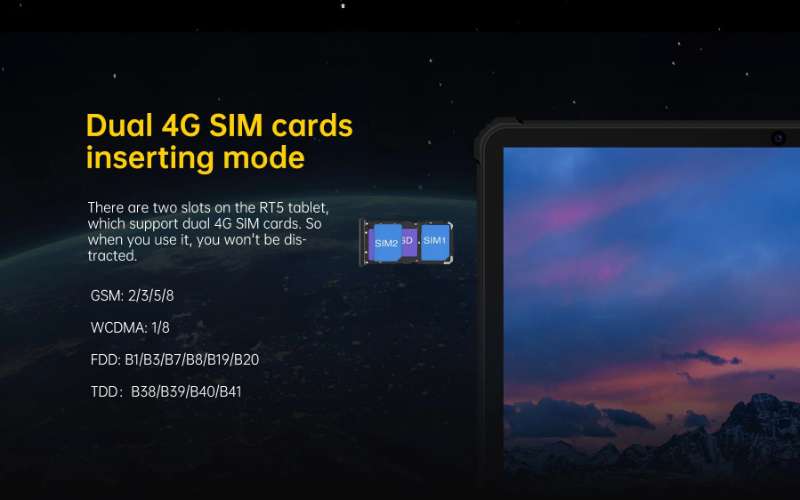 Dual 4G SIM cards
inserting mode
There are two slots on the RT5 tablet,
which support dual 4G SIM cards. So
when you use it, you won't be dis-
tracted.
SIM2 SD SIM1
GSM: 2/3/5/8
WCDMA: 1/8
FDD: B1/B3/B7/B8/B19/B20
TDD: B38/B39/B40/B41